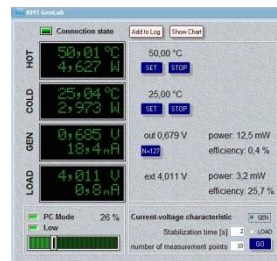 RMT GenLab
Connection state
Add to Log
Show Chart
HOT
50,01 °C
4,627 W
50,00 °C
SET STOP
COLD
25,04 °C
2,973 W
25,00 °C
SET STOP
GEN
0,685 V
18,4 mA
out 0,679 V power: 12,5 mW
N=127 efficiency: 0,4 %
LOAD
4,011 V
0,8 mA
ext 4,011 V power: 3,2 mW
efficiency: 25,7 %
PC Mode 26 %
Low
Current-voltage characteristic GEN
Stabilization time [s] 2 LOAD
number of measurement points 10 GO